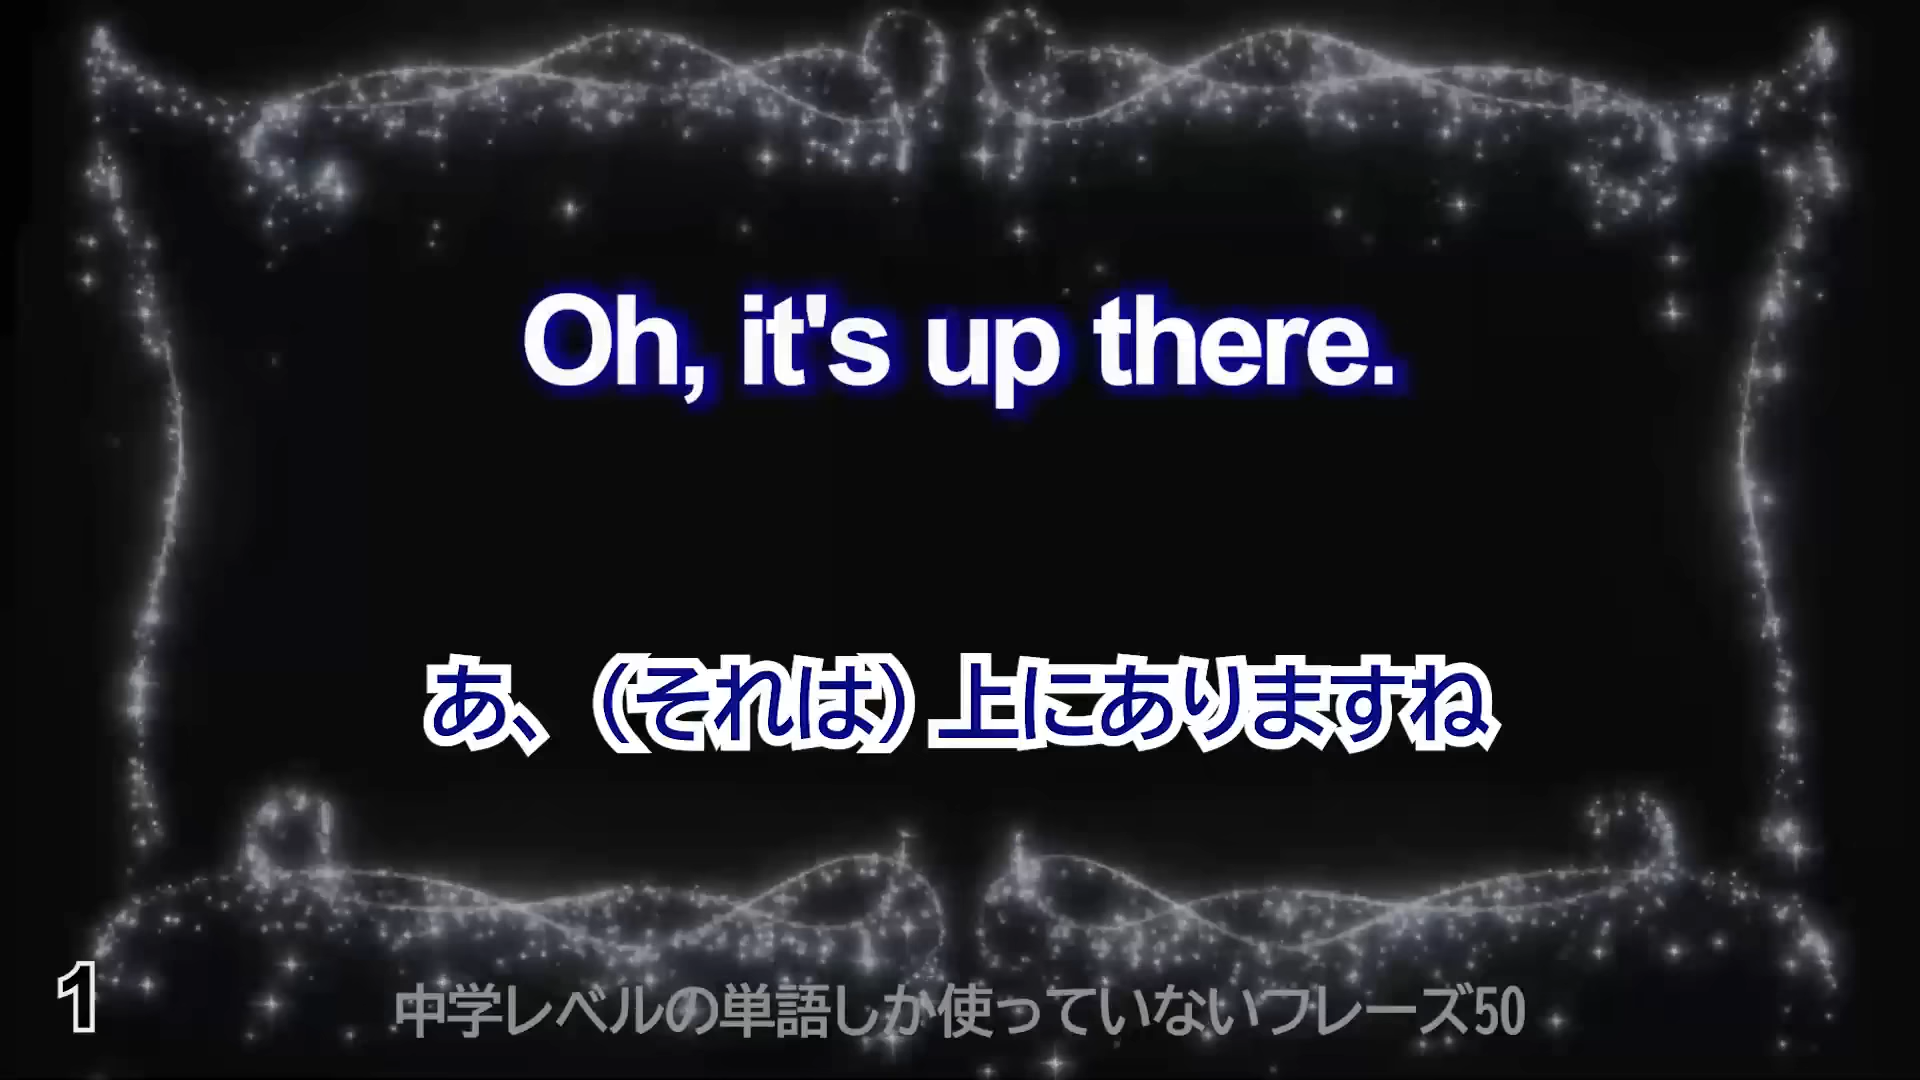 Oh, it's up there.
あ、（それは）上にありますね
1
中学レベルの単語しか使っていないフレーズ50